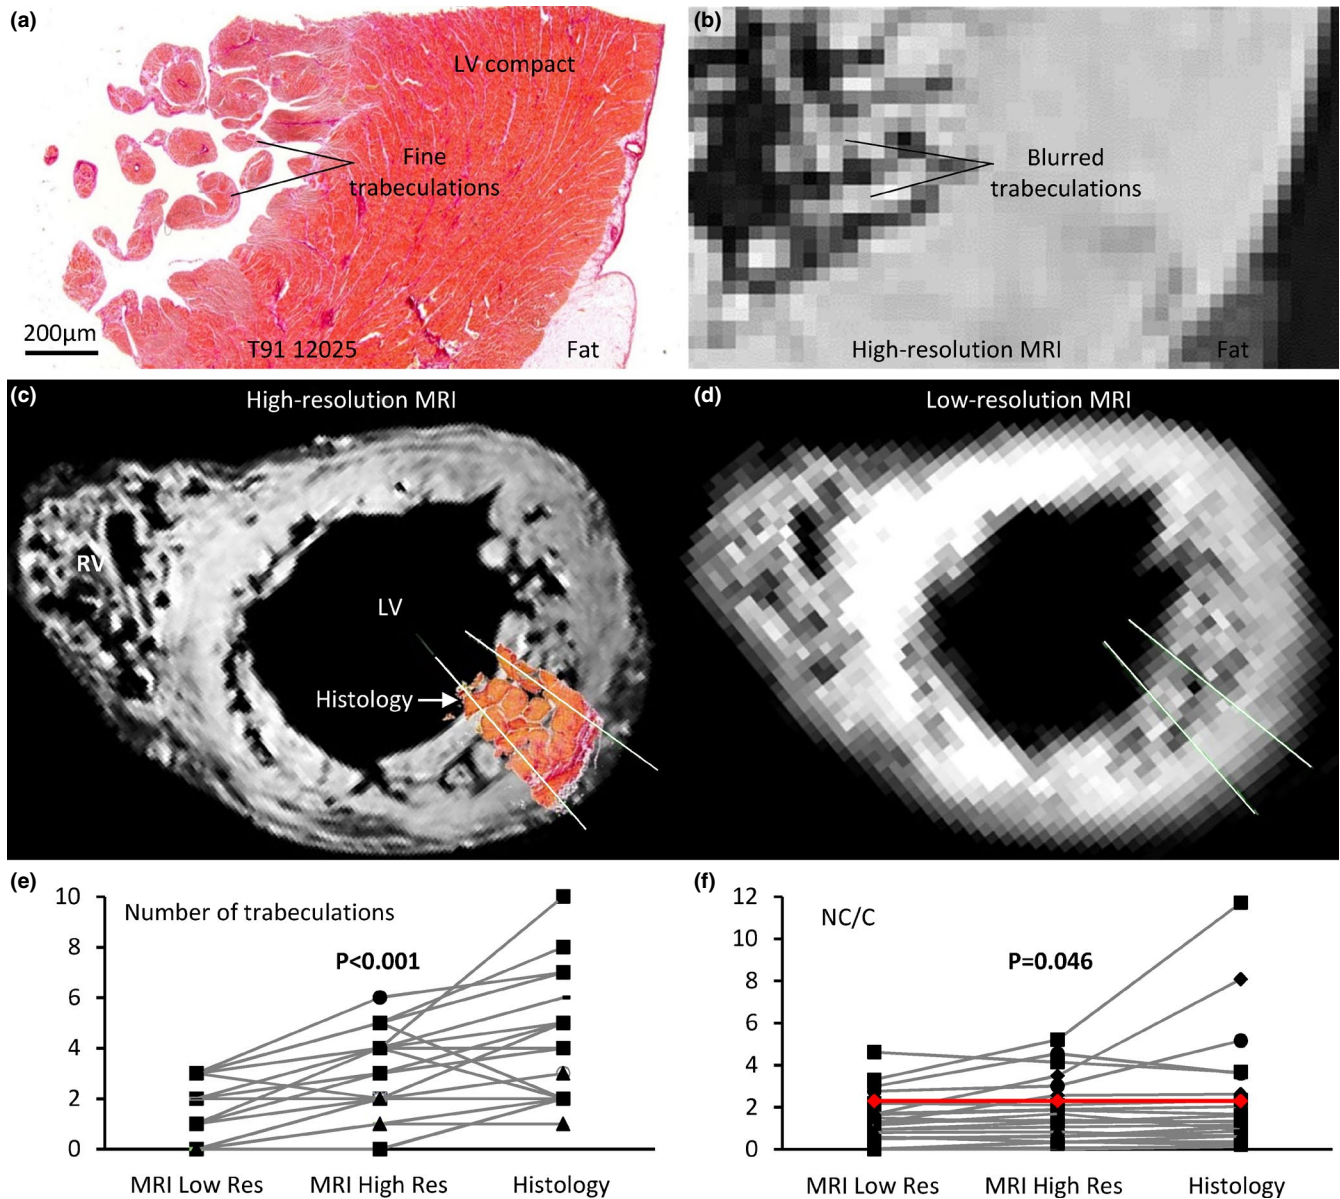 (a)
LV compact
Fine
trabeculations
200µm
T91 12025
Fat
(b)
Blurred
trabeculations
High-resolution MRI
Fat
(c)
High-resolution MRI
RV
LV
Histology
(d)
Low-resolution MRI
(e)
Number of trabeculations
P<0.001
10
8
6
4
2
0
MRI Low Res
MRI High Res
Histology
(f)
NC/C
P=0.046
12
10
8
6
4
2
0
MRI Low Res
MRI High Res
Histology